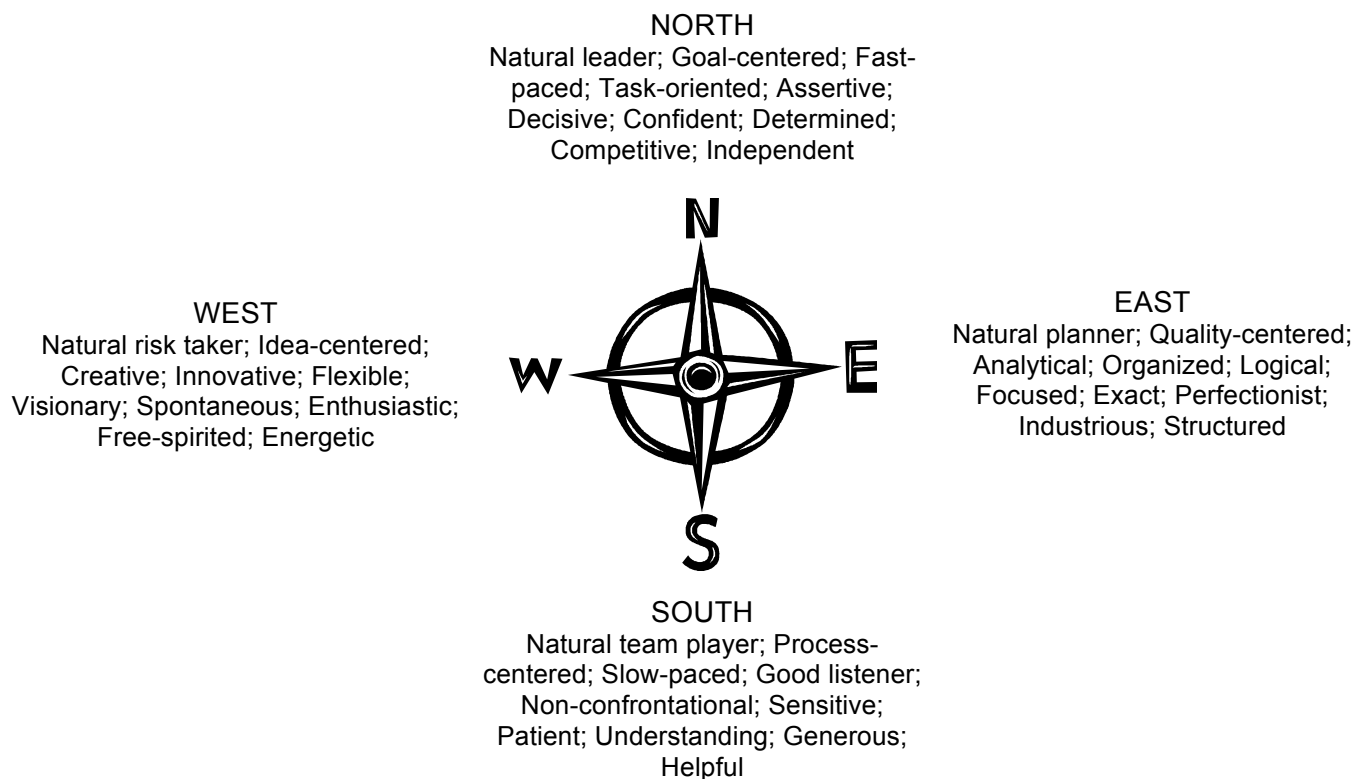 NORTH
Natural leader; Goal-centered; Fast-
paced; Task-oriented; Assertive;
Decisive; Confident; Determined;
Competitive; Independent
N
WEST
Natural risk taker; Idea-centered;
Creative; Innovative; Flexible;
Visionary; Spontaneous; Enthusiastic;
Free-spirited; Energetic
W
E
EAST
Natural planner; Quality-centered;
Analytical; Organized; Logical;
Focused; Exact; Perfectionist;
Industrious; Structured
S
SOUTH
Natural team player; Process-
centered; Slow-paced; Good listener;
Non-confrontational; Sensitive;
Patient; Understanding; Generous;
Helpful